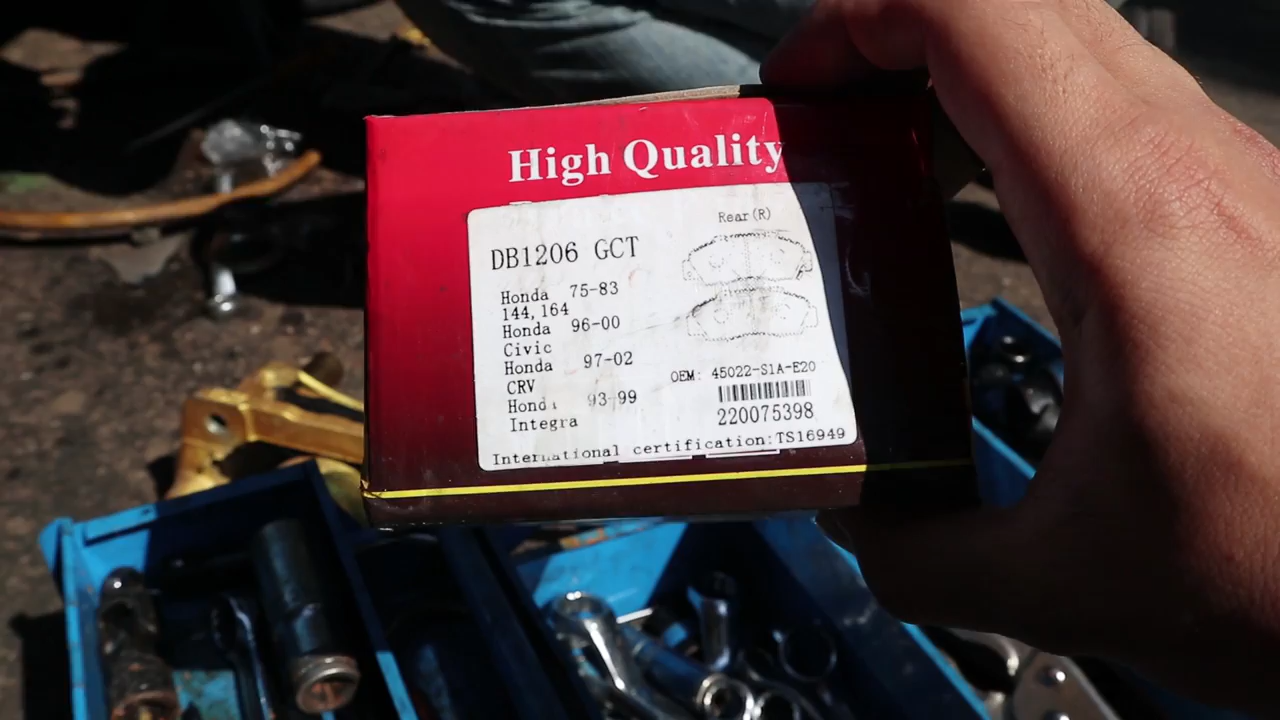 High Quality
Rear(R)
DB1206 GCT
Honda 75-83
144,164
Honda 96-00
Civic
Honda 97-02
CRV
93-99
Integra
OEM: 45022-S1A-E20
220075398
International certification:TS16949